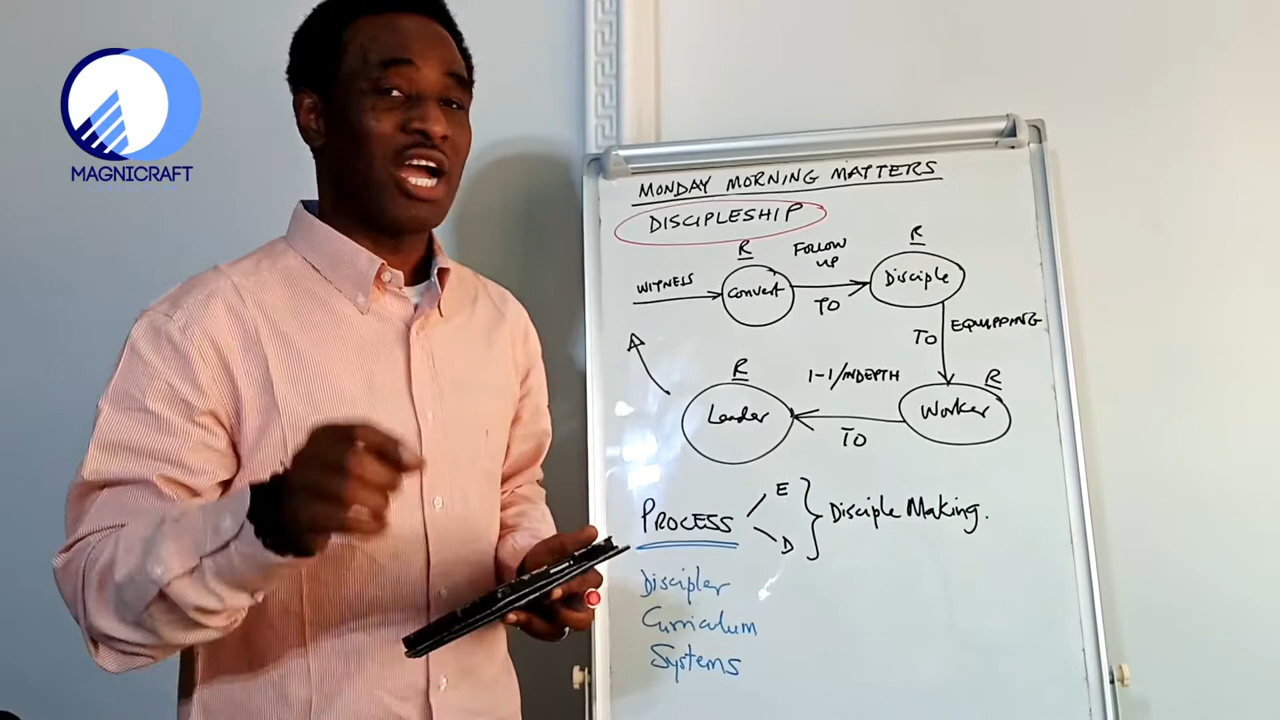 MAGNICRAFT
MONDAY MORNING MATTERS
DISCIPLESHIP
R
R
FOLLOW
UP
WITNESS
Convert
Disciple
TO
TO
EQUIPPING
R
1-1/INDEPTH
R
Leader
Worker
TO
E
PROCESS
Disciple Making.
D
Discipler
Curriculum
Systems